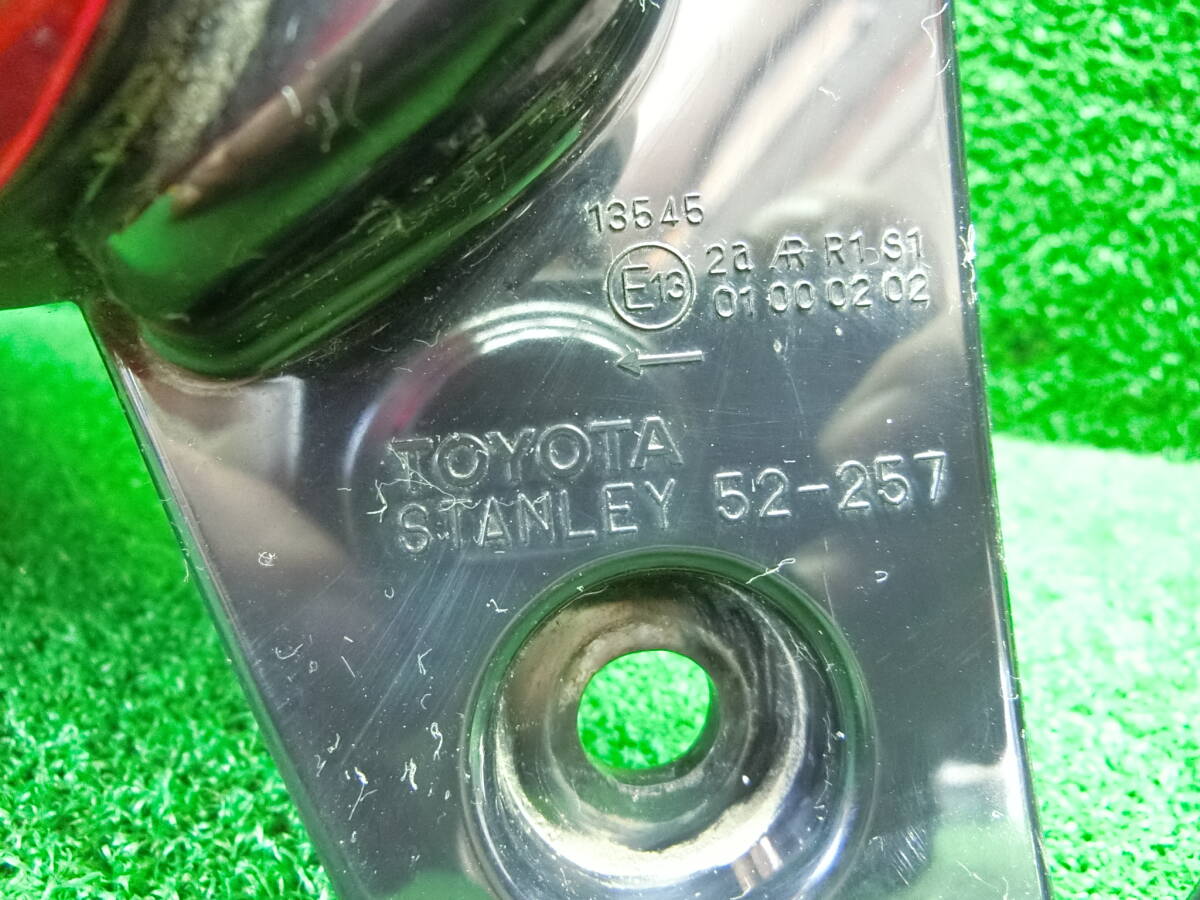 13545
E13 2a AR R1-S1
01 00 02 02
TOYOTA
STANLEY 52-257